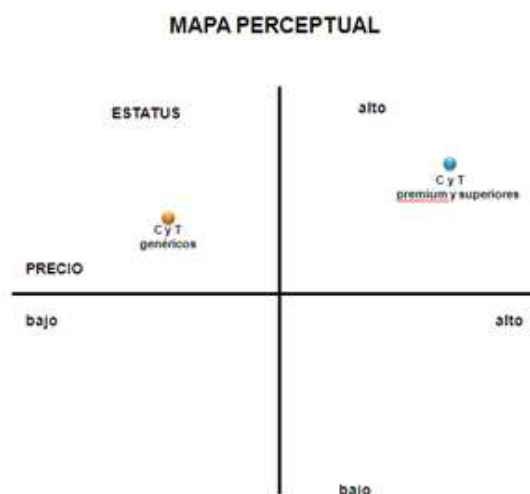 MAPA PERCEPTUAL
ESTATUS
alto
C y T
premium y superiores
C y T
genéricos
PRECIO
bajo
alto
bajo